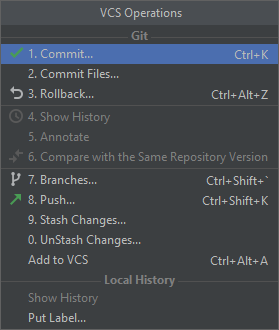 VCS Operations
Git
1. Commit... Ctrl+K
2. Commit Files...
3. Rollback... Ctrl+Alt+Z
4. Show History
5. Annotate
6. Compare with the Same Repository Version
7. Branches... Ctrl+Shift+`
8. Push... Ctrl+Shift+K
9. Stash Changes...
0. UnStash Changes...
Add to VCS Ctrl+Alt+A
Local History
Show History
Put Label...